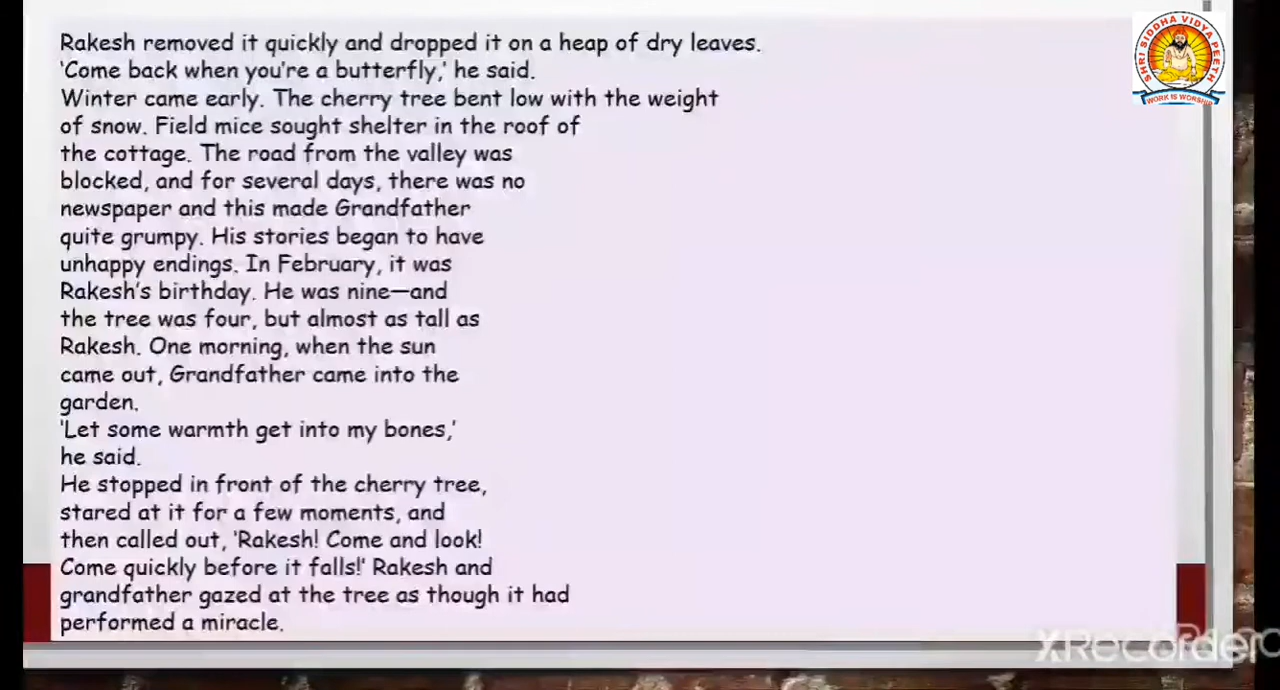 Rakesh removed it quickly and dropped it on a heap of dry leaves.
'Come back when you're a butterfly,' he said.
Winter came early. The cherry tree bent low with the weight
of snow. Field mice sought shelter in the roof of
the cottage. The road from the valley was
blocked, and for several days, there was no
newspaper and this made Grandfather
quite grumpy. His stories began to have
unhappy endings. In February, it was
Rakesh's birthday. He was nine—and
the tree was four, but almost as tall as
Rakesh. One morning, when the sun
came out, Grandfather came into the
garden.
'Let some warmth get into my bones,'
he said.
He stopped in front of the cherry tree,
stared at it for a few moments, and
then called out, 'Rakesh! Come and look!
Come quickly before it falls!' Rakesh and
grandfather gazed at the tree as though it had
performed a miracle.
SHRI SIDDHA VIDYA PEETH
WORK IS WORSHIP
XRecorder